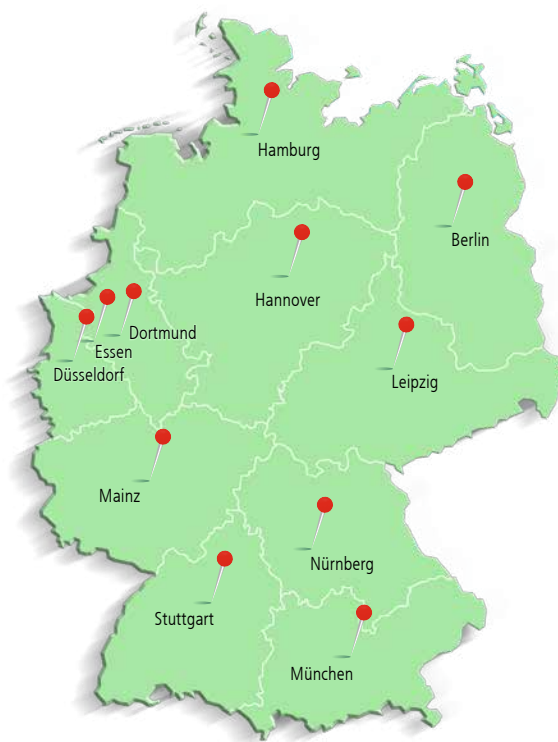 Hamburg
Berlin
Hannover
Dortmund
Essen
Düsseldorf
Leipzig
Mainz
Nürnberg
Stuttgart
München